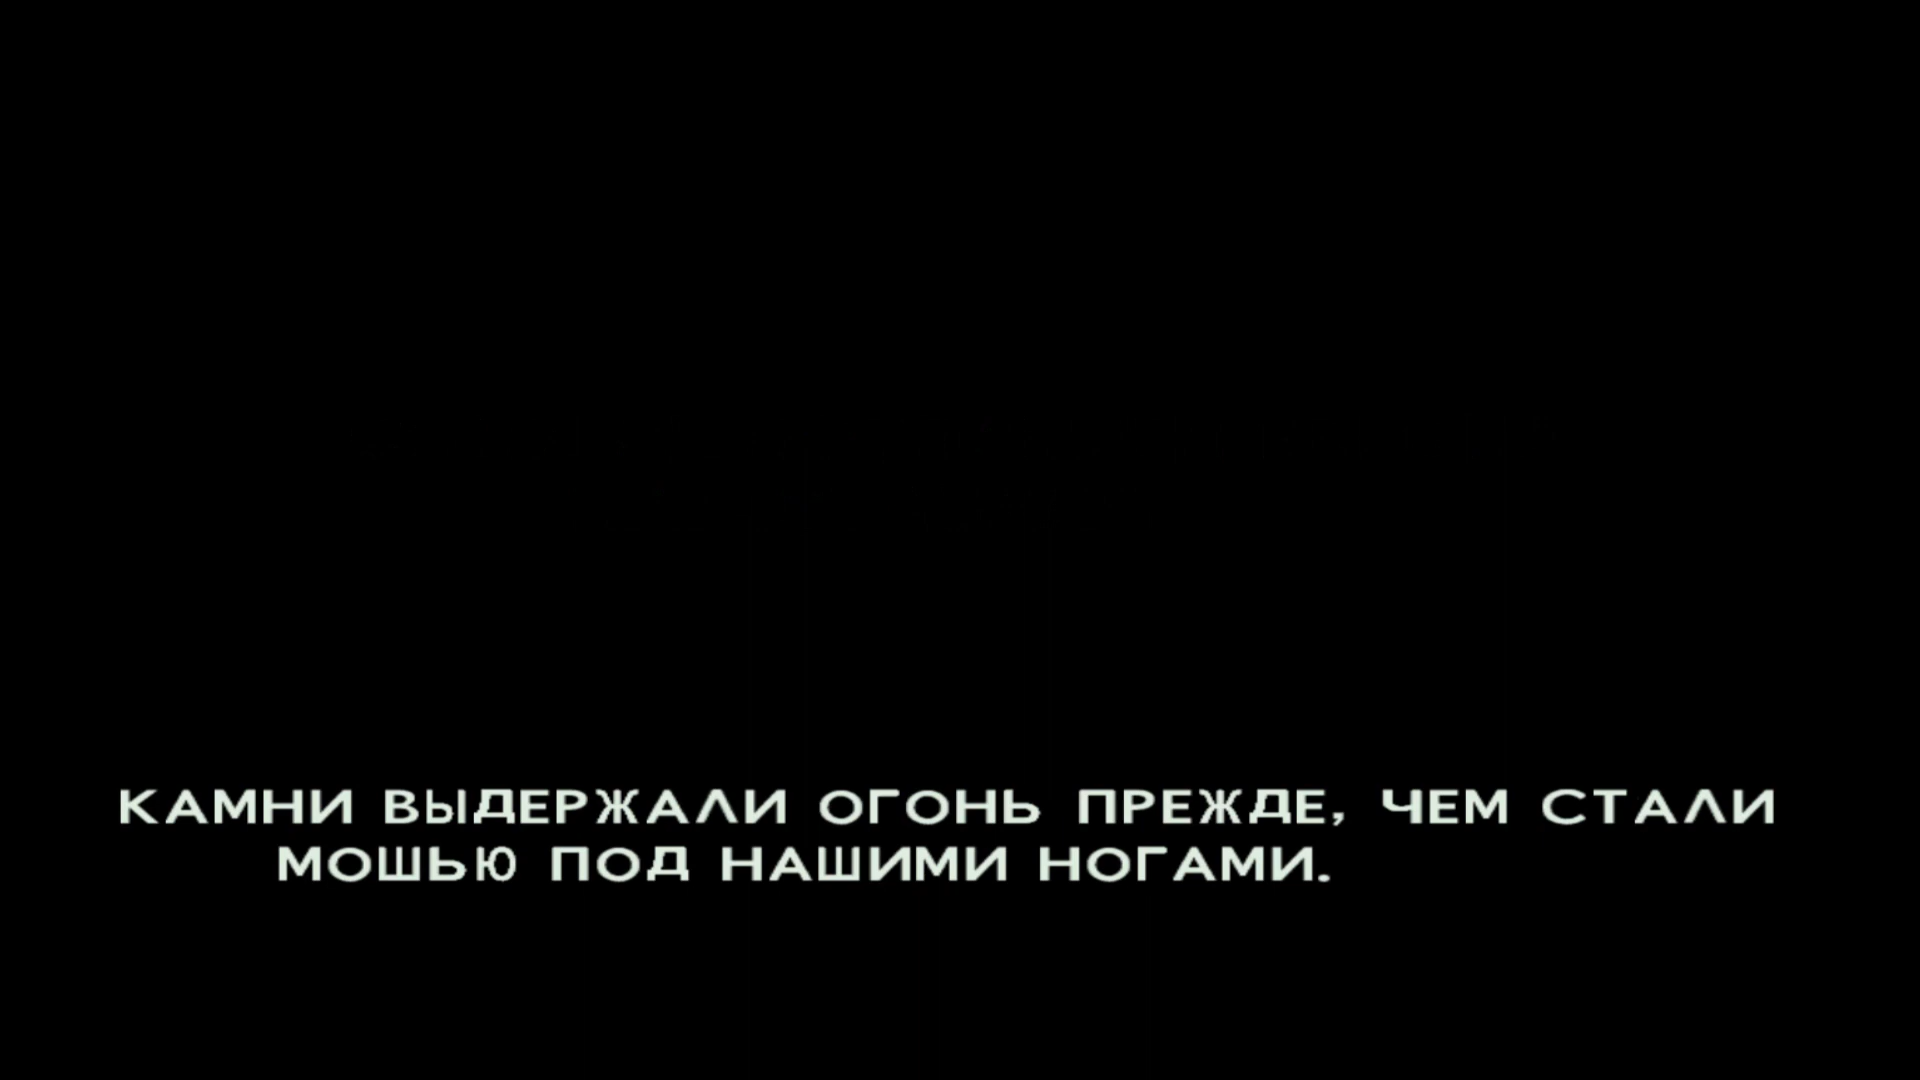 КАМНИ ВЫДЕРЖАЛИ ОГОНЬ ПРЕЖДЕ, ЧЕМ СТАЛИ
МОШЬЮ ПОД НАШИМИ НОГАМИ.